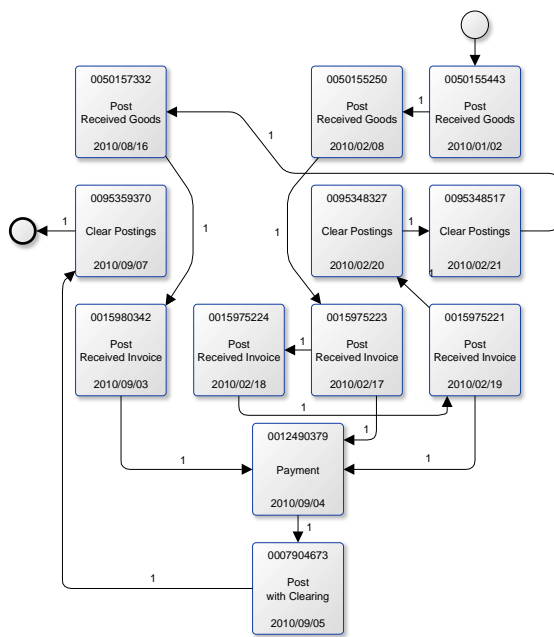 0050157332
Post
Received Goods
2010/08/16
0050155250
Post
Received Goods
2010/02/08
1
0050155443
Post
Received Goods
2010/01/02
1
0095359370
Clear Postings
2010/09/07
1
1
1
0095348327
Clear Postings
2010/02/20
1
0095348517
Clear Postings
2010/02/21
1
0015980342
Post
Received Invoice
2010/09/03
0015975224
Post
Received Invoice
2010/02/18
1
0015975223
Post
Received Invoice
2010/02/17
0015975221
Post
Received Invoice
2010/02/19
1
1
1
1
0012490379
Payment
2010/09/04
1
0007904673
Post
with Clearing
2010/09/05
1